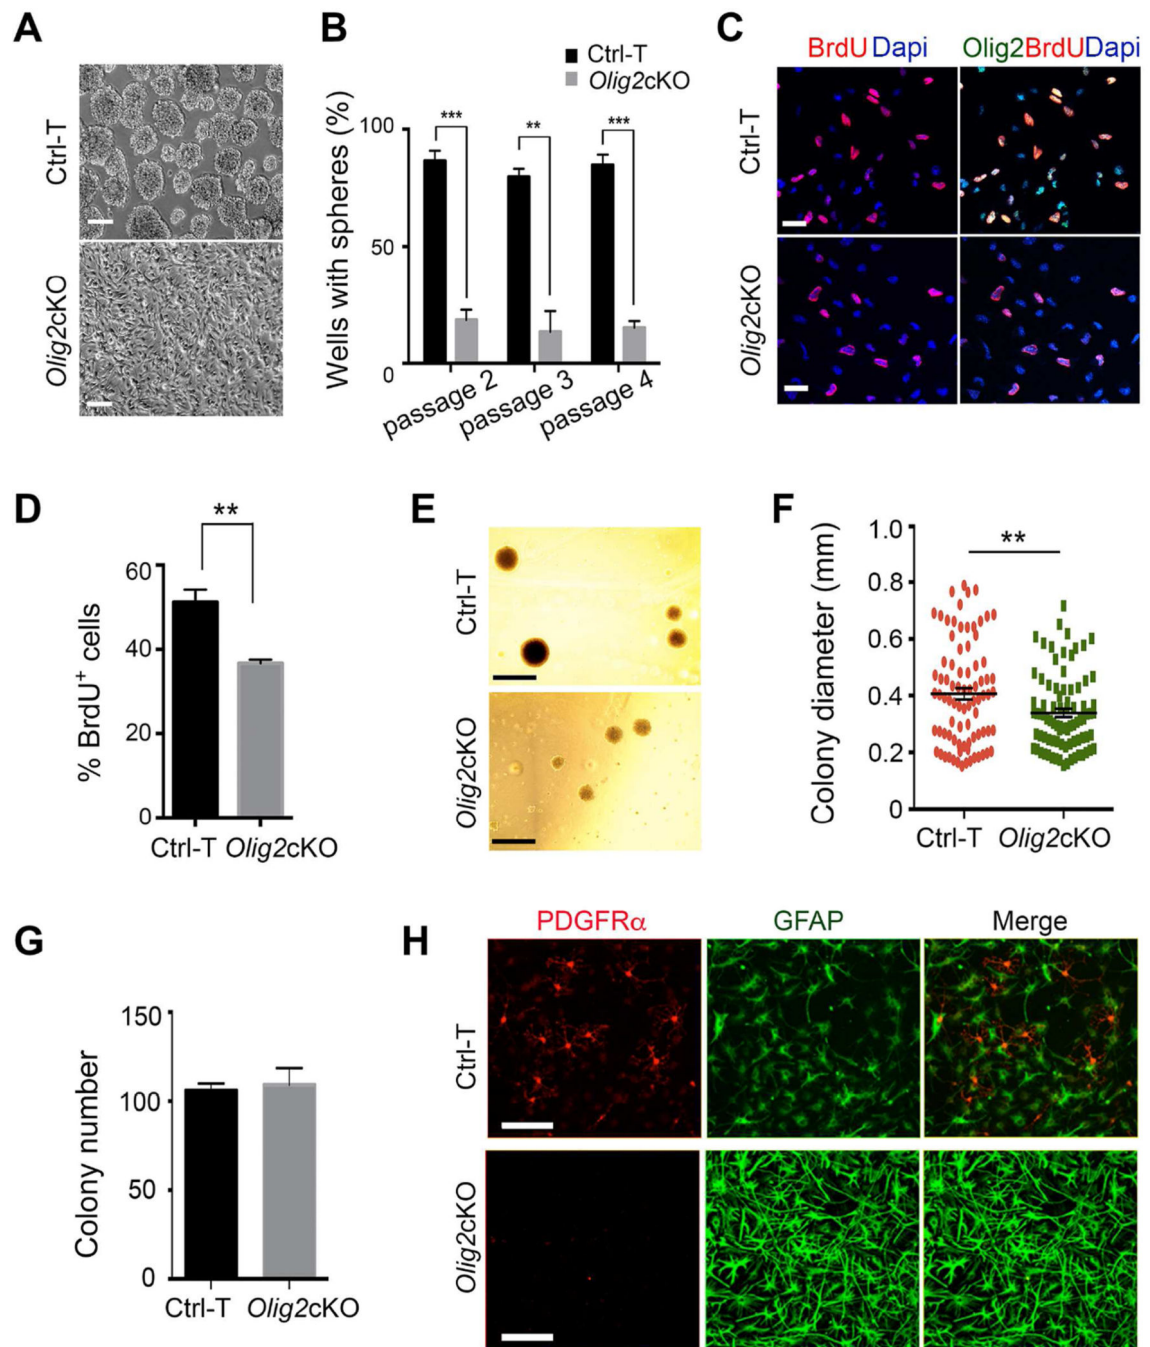 A
Ctrl-T
Olig2cKO
B
Ctrl-T
Olig2cKO
Wells with spheres (%)
100
50
0
***
**
***
passage 2
passage 3
passage 4
C
BrdU Dapi
Olig2BrdUDapi
Ctrl-T
Olig2cKO
D
% BrdU+ cells
60
40
20
0
**
Ctrl-T
Olig2cKO
E
Ctrl-T
Olig2cKO
F
Colony diameter (mm)
1.0
0.8
0.6
0.4
0.2
0
**
Ctrl-T
Olig2cKO
G
Colony number
150
100
50
0
Ctrl-T
Olig2cKO
H
PDGFRα
GFAP
Merge
Ctrl-T
Olig2cKO